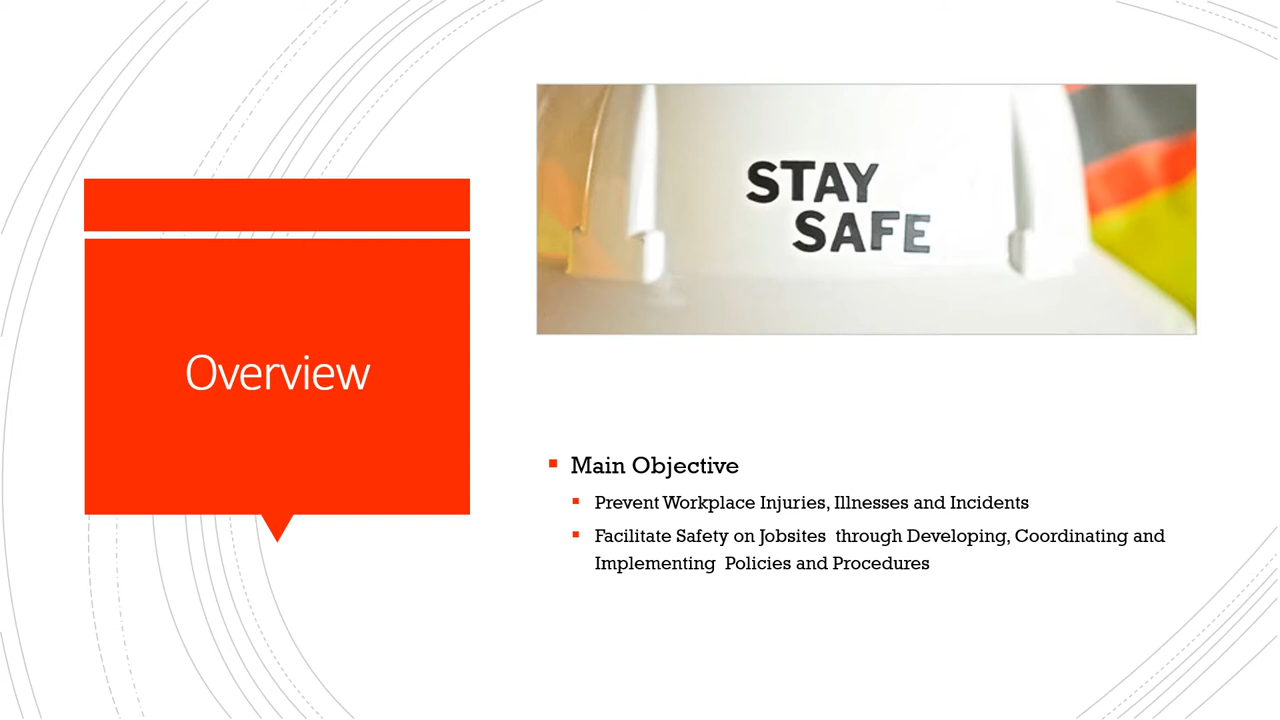 STAY
SAFE
Overview
Main Objective
Prevent Workplace Injuries, Illnesses and Incidents
Facilitate Safety on Jobsites  through Developing, Coordinating and
Implementing  Policies and Procedures